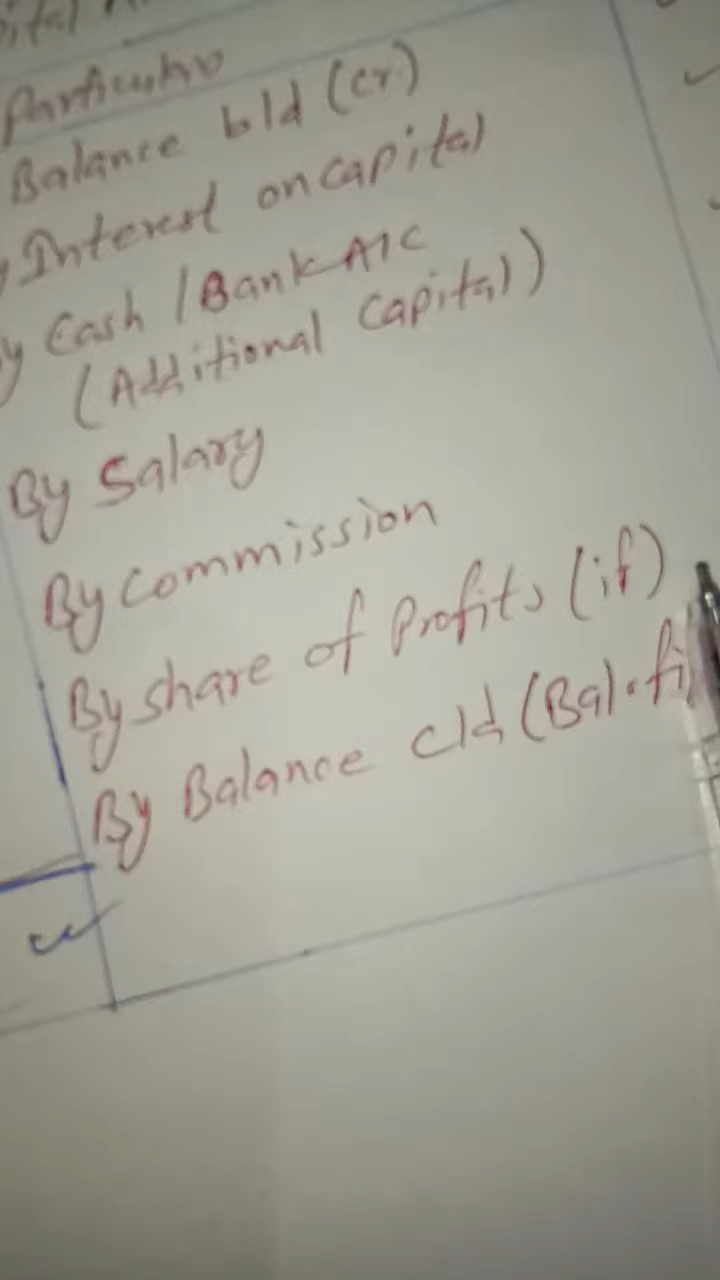 Particulars
Balance b/d (cr)
Interest on capital
y Cash / Bank A/C
(Additional Capital)
By Salary
By commission
By share of Profits (if)
By Balance c/d (Bal. fi